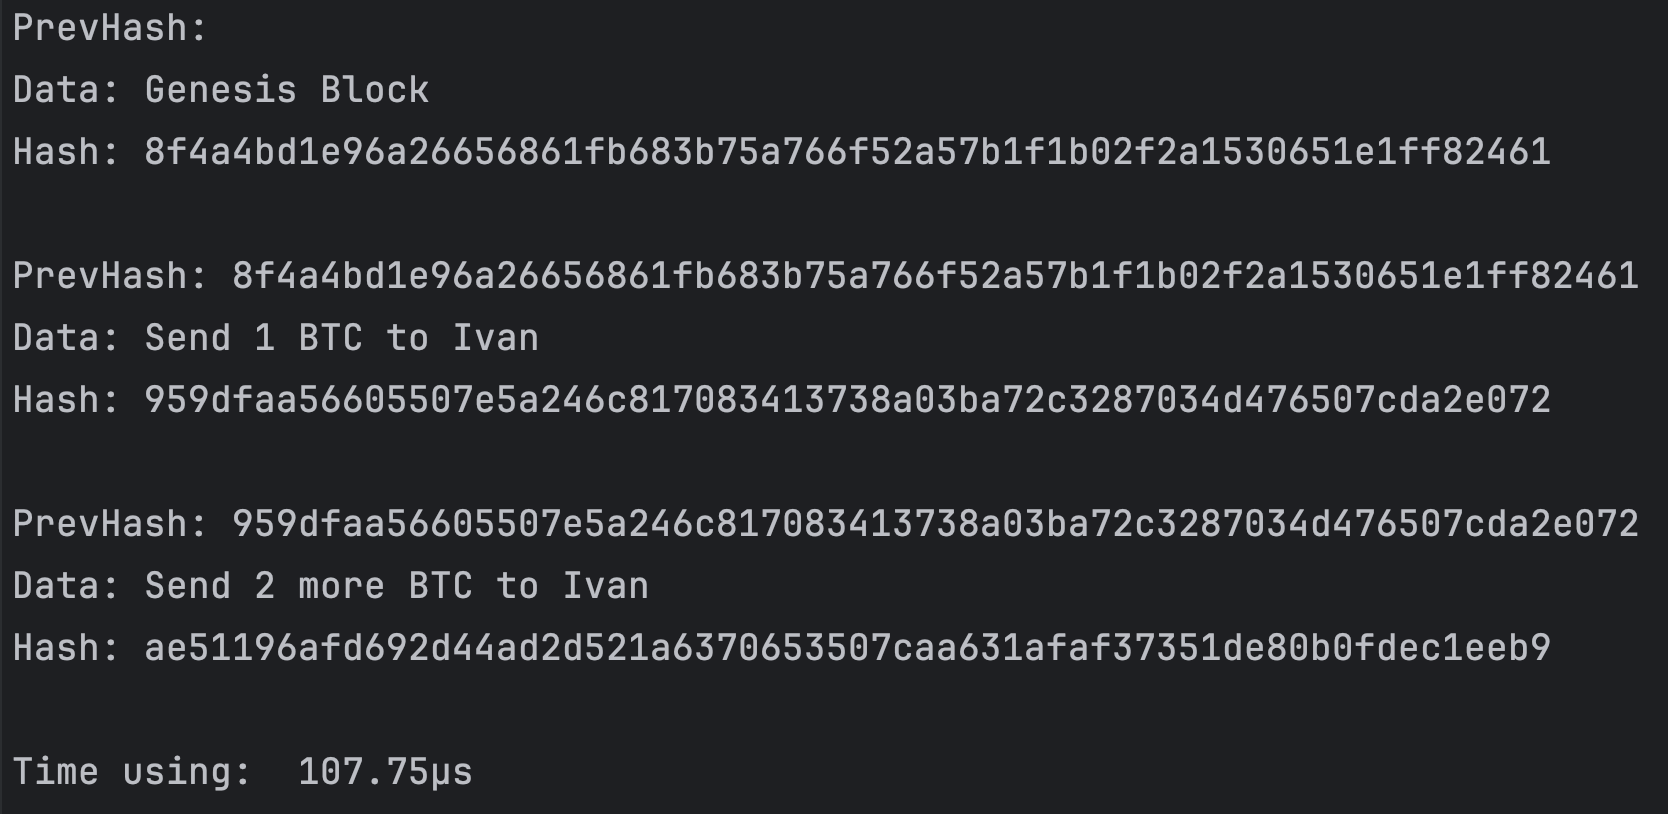 PrevHash:
Data: Genesis Block
Hash: 8f4a4bd1e96a26656861fb683b75a766f52a57b1f1b02f2a1530651e1ff82461
PrevHash: 8f4a4bd1e96a26656861fb683b75a766f52a57b1f1b02f2a1530651e1ff82461
Data: Send 1 BTC to Ivan
Hash: 959dfaa56605507e5a246c817083413738a03ba72c3287034d476507cda2e072
PrevHash: 959dfaa56605507e5a246c817083413738a03ba72c3287034d476507cda2e072
Data: Send 2 more BTC to Ivan
Hash: ae51196afd692d44ad2d521a6370653507caa631afaf37351de80b0fdec1eeb9
Time using:  107.75µs